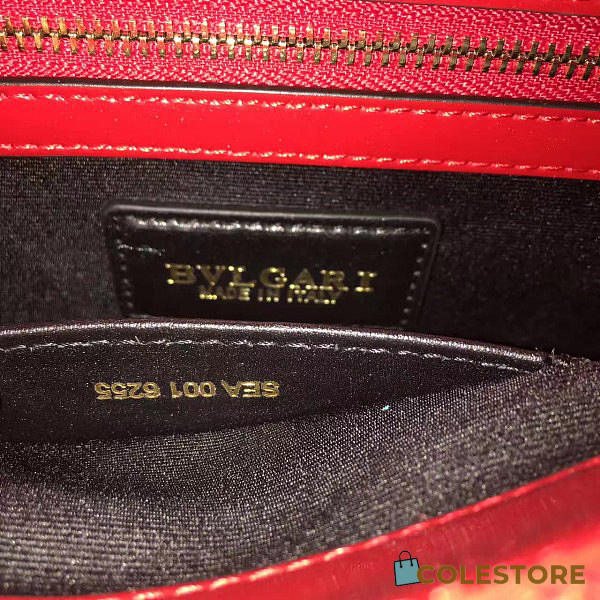 BVLGARI
MADE IN ITALY
SEA 001 6255
COLESTORE